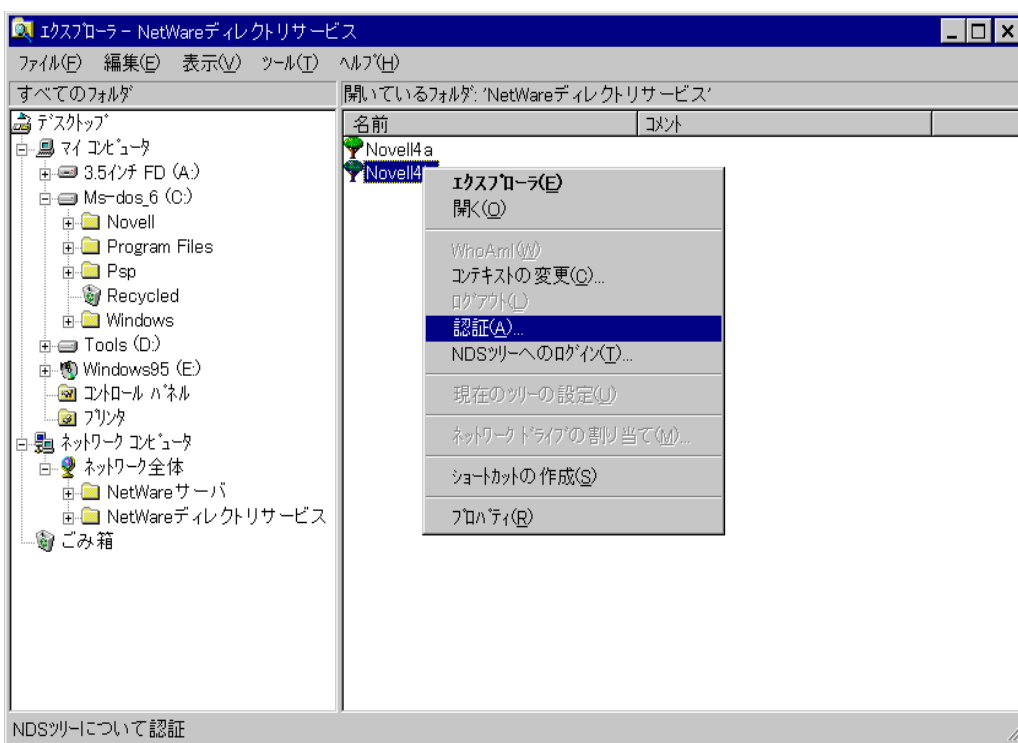 エクスプローラ - NetWareディレクトリサービス
ファイル(F) 編集(E) 表示(V) ツール(T) ヘルプ(H)
すべてのフォルダ
開いているフォルダ: 'NetWareディレクトリサービス'
デスクトップ
マイ コンピュータ
3.5インチ FD (A:)
Ms-dos_6 (C:)
Novell
Program Files
Psp
Recycled
Windows
Tools (D:)
Windows95 (E:)
コントロール パネル
プリンタ
ネットワーク コンピュータ
ネットワーク全体
NetWareサーバ
NetWareディレクトリサービス
ごみ箱
名前 コメント
Novell4a
Novell4
エクスプローラ(E)
開く(O)
WhoAmI(W)
コンテキストの変更(C)...
ログアウト(L)
認証(A)...
NDSツリーへのログイン(T)...
現在のツリーの設定(U)
ネットワーク ドライブの割り当て(M)...
ショートカットの作成(S)
プロパティ(R)
NDSツリーについて認証